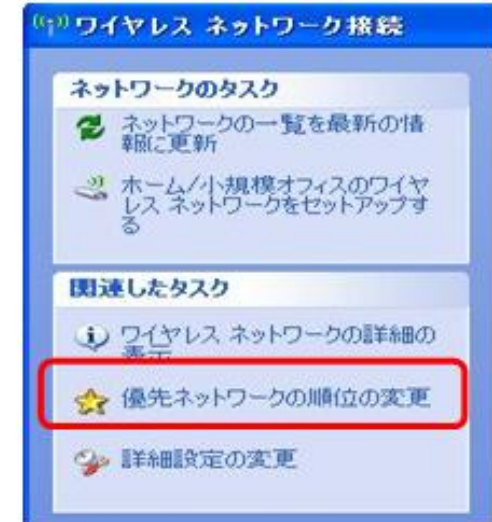 ワイヤレス ネットワーク接続
ネットワークのタスク
ネットワークの一覧を最新の情
報に更新
ホーム/小規模オフィスのワイヤ
レス ネットワークをセットアップす
る
関連したタスク
ワイヤレス ネットワークの詳細の
表示
優先ネットワークの順位の変更
詳細設定の変更